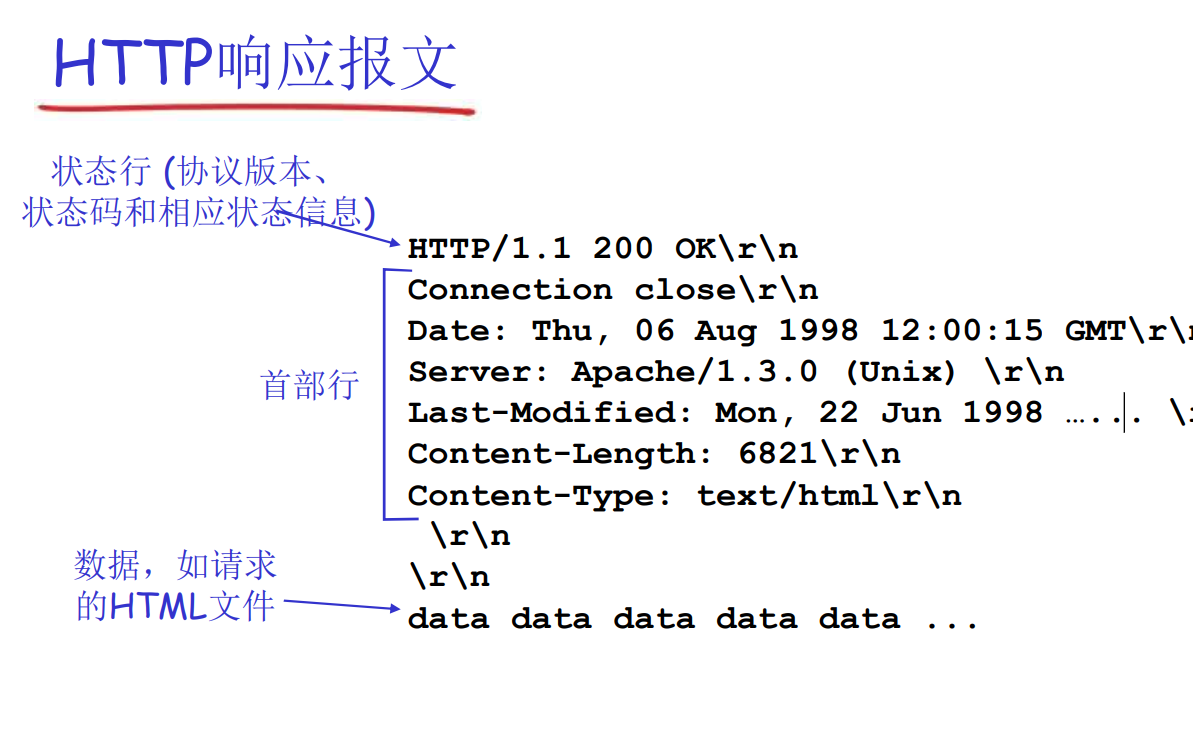 HTTP响应报文
状态行 (协议版本、
状态码和相应状态信息)
HTTP/1.1 200 OK\r\n
Connection close\r\n
Date: Thu, 06 Aug 1998 12:00:15 GMT\r\n
Server: Apache/1.3.0 (Unix) \r\n
Last-Modified: Mon, 22 Jun 1998 …... \r
Content-Length: 6821\r\n
Content-Type: text/html\r\n
\r\n
\r\n
data data data data data ...
首部行
数据，如请求
的HTML文件